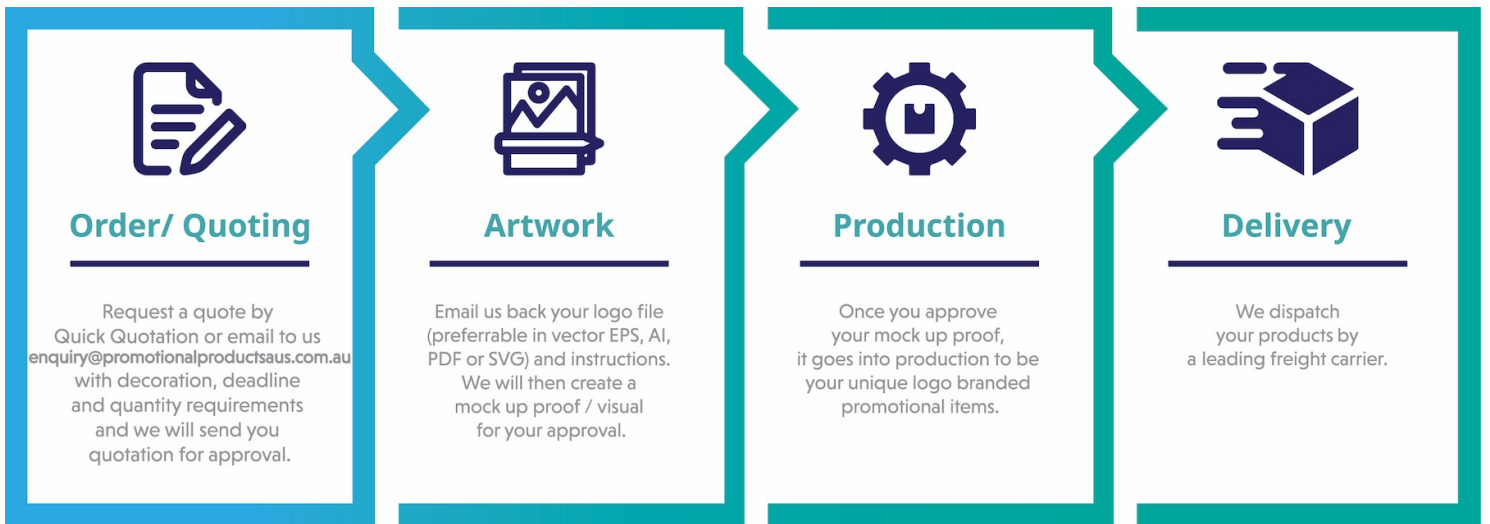 Order/ Quoting
Request a quote by
Quick Quotation or email to us
enquiry@promotionalproductsaus.com.au
with decoration, deadline
and quantity requirements
and we will send you
quotation for approval.
Artwork
Email us back your logo file
(preferrable in vector EPS, AI,
PDF or SVG) and instructions.
We will then create a
mock up proof / visual
for your approval.
Production
Once you approve
your mock up proof,
it goes into production to be
your unique logo branded
promotional items.
Delivery
We dispatch
your products by
a leading freight carrier.